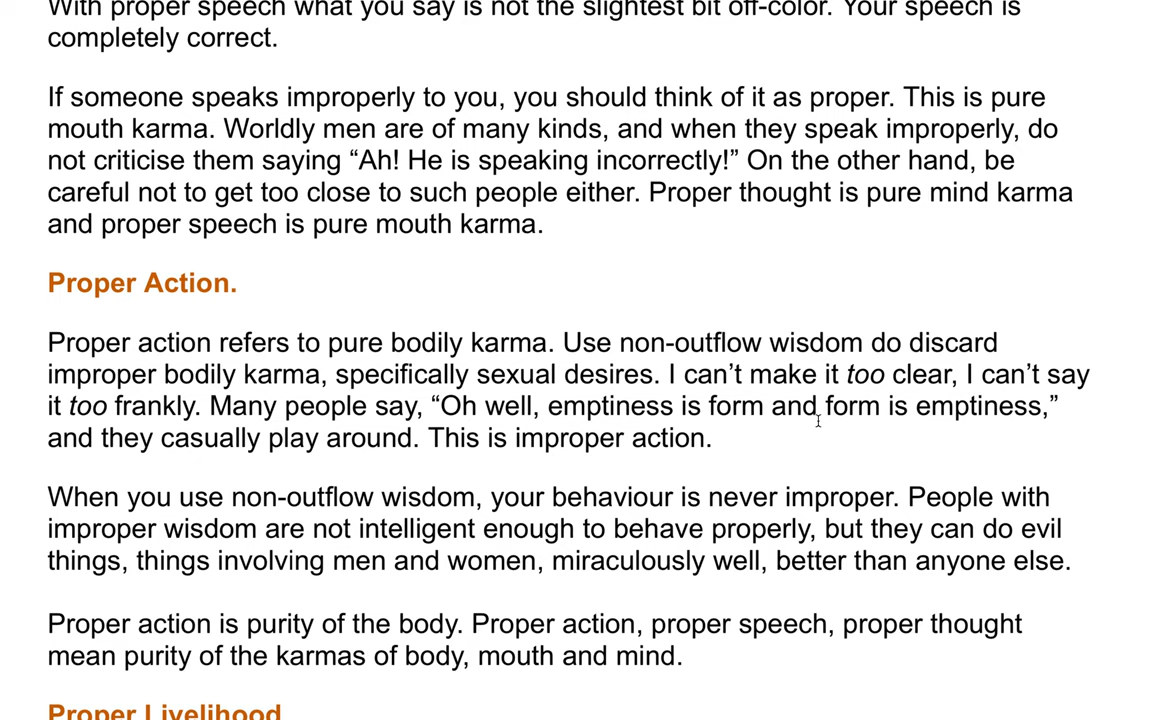 With proper speech what you say is not the slightest bit off-color. Your speech is
completely correct.
If someone speaks improperly to you, you should think of it as proper. This is pure
mouth karma. Worldly men are of many kinds, and when they speak improperly, do
not criticise them saying “Ah! He is speaking incorrectly!” On the other hand, be
careful not to get too close to such people either. Proper thought is pure mind karma
and proper speech is pure mouth karma.
Proper Action.
Proper action refers to pure bodily karma. Use non-outflow wisdom do discard
improper bodily karma, specifically sexual desires. I can’t make it too clear, I can’t say
it too frankly. Many people say, “Oh well, emptiness is form and form is emptiness,”
and they casually play around. This is improper action.
When you use non-outflow wisdom, your behaviour is never improper. People with
improper wisdom are not intelligent enough to behave properly, but they can do evil
things, things involving men and women, miraculously well, better than anyone else.
Proper action is purity of the body. Proper action, proper speech, proper thought
mean purity of the karmas of body, mouth and mind.
Proper Livelihood